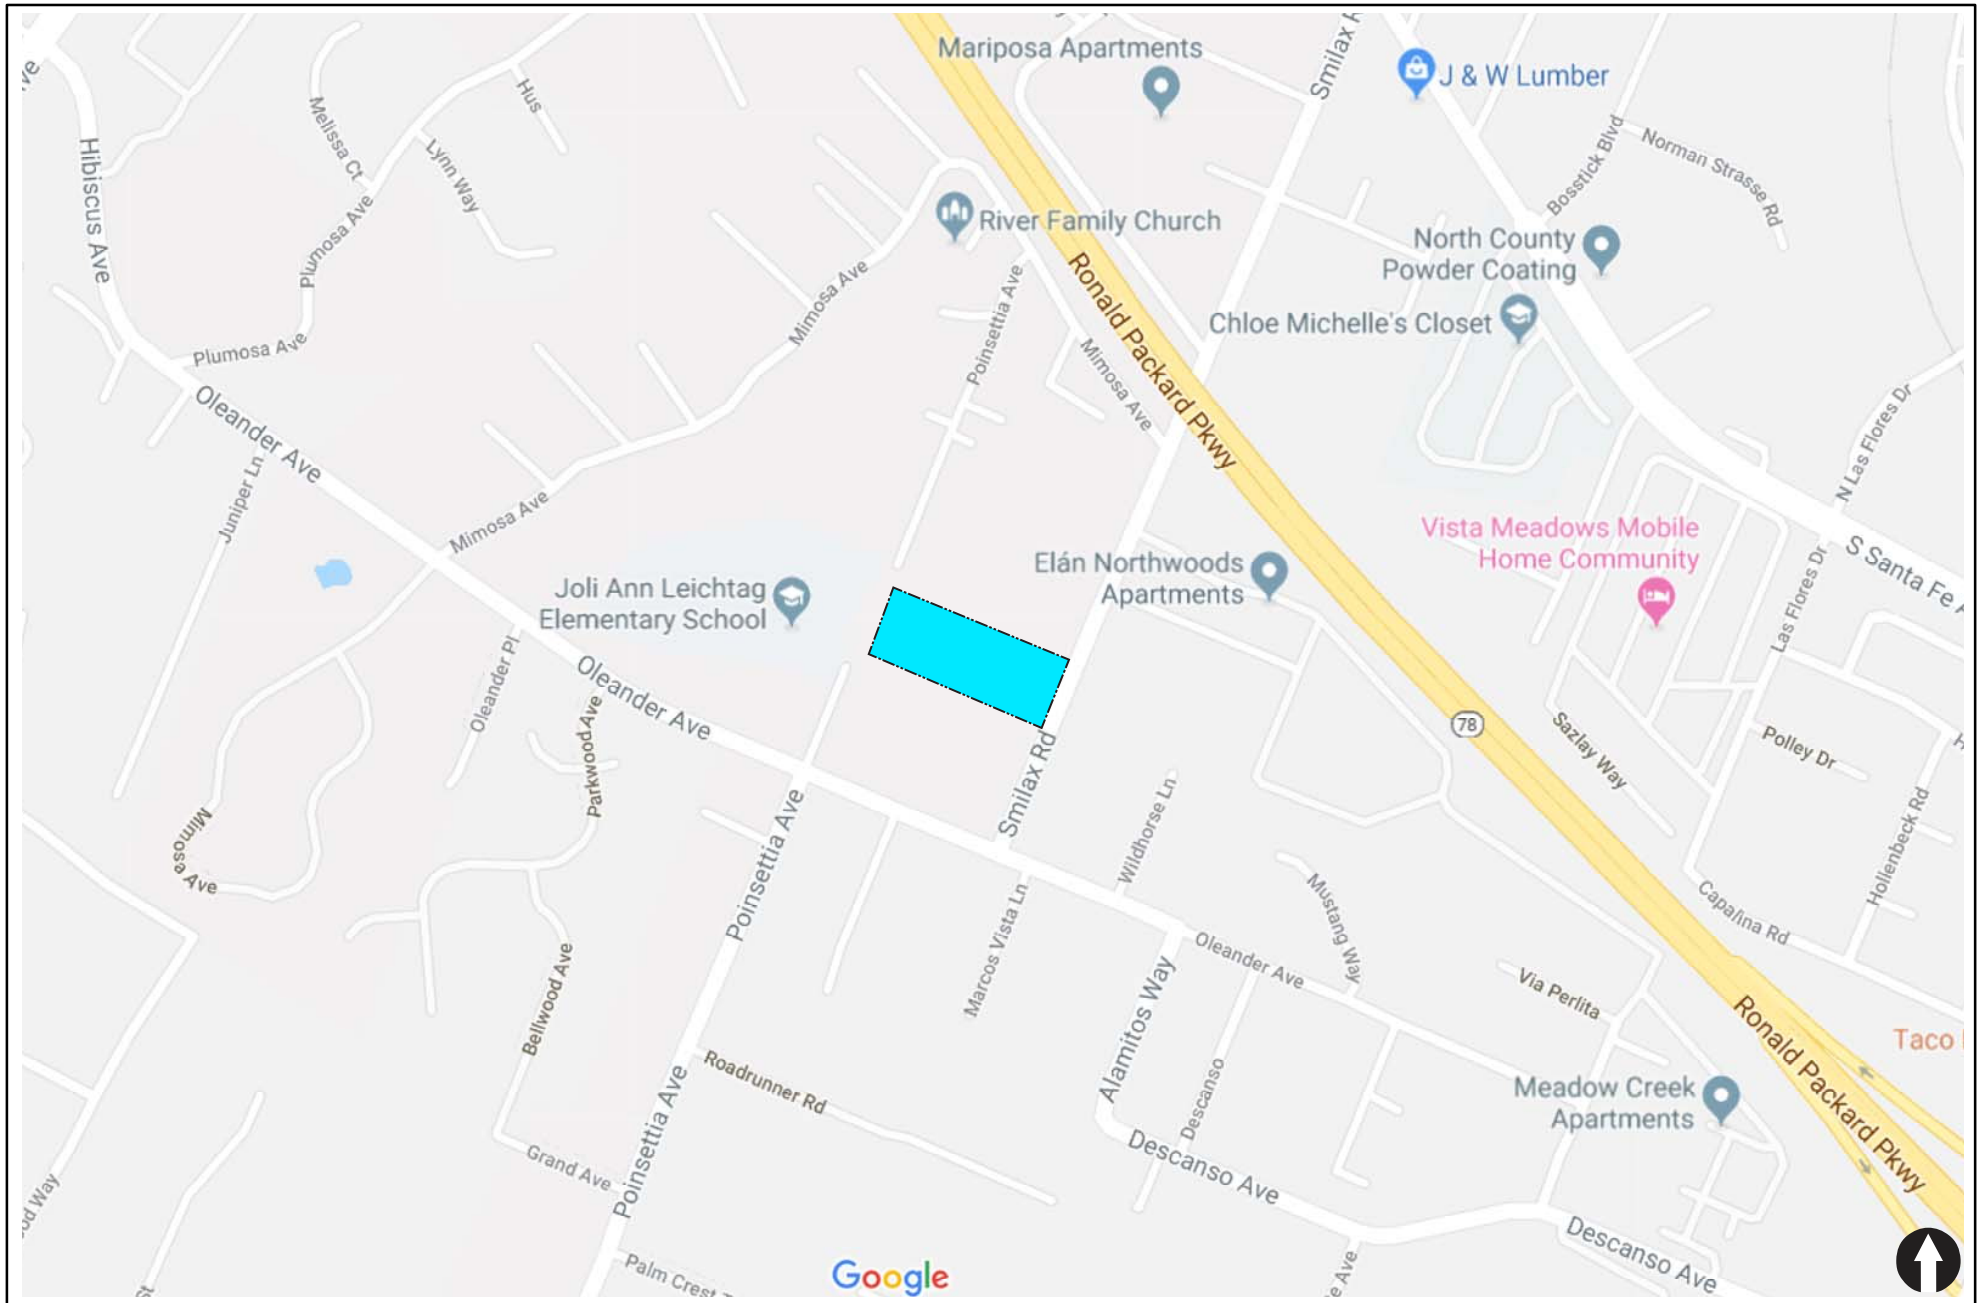 Mariposa Apartments
Smilax R
J & W Lumber
Hus
Melissa Ct
Lynn Way
Hibiscus Ave
Plumosa Ave
Bosstick Blvd
Norman Strasse Rd
River Family Church
North County
Powder Coating
Chloe Michelle's Closet
Ronald Packard Pkwy
Poinsettia Ave
Mimosa Ave
Mimosa Ave
Plumosa Ave
Oleander Ave
Juniper Ln
Mimosa Ave
N Las Flores Dr
Vista Meadows Mobile
Home Community
S Santa Fe A
Las Flores Dr
Elán Northwoods
Apartments
Joli Ann Leichtag
Elementary School
Oleander Pl
Oleander Ave
Parkwood Ave
78
Sazlay Way
Polley Dr
Smilax Rd
Wildhorse Ln
Hollenbeck Rd
Mimosa Ave
Poinsettia Ave
Marcos Vista Ln
Mustang Way
Capalina Rd
Oleander Ave
Via Perlita
Bellwood Ave
Alamitos Way
Descanso
Ronald Packard Pkwy
Taco
Roadrunner Rd
Meadow Creek
Apartments
Descanso Ave
Grand Ave
Poinsettia Ave
od Way
Descanso Ave
Palm Crest
Google
e Ave
St